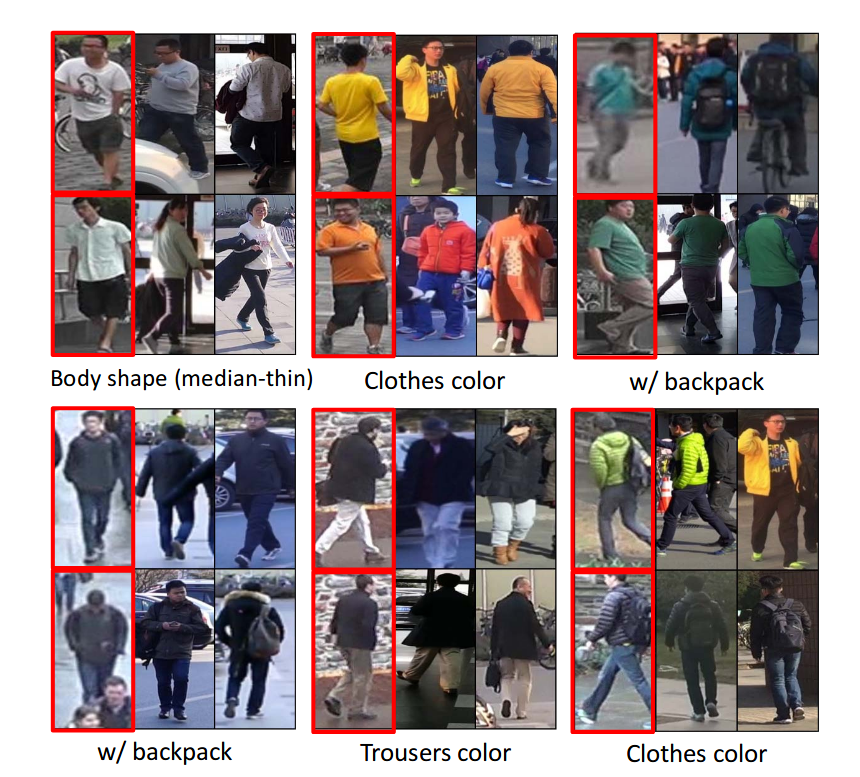 Body shape (median-thin)
Clothes color
w/ backpack
w/ backpack
Trousers color
Clothes color